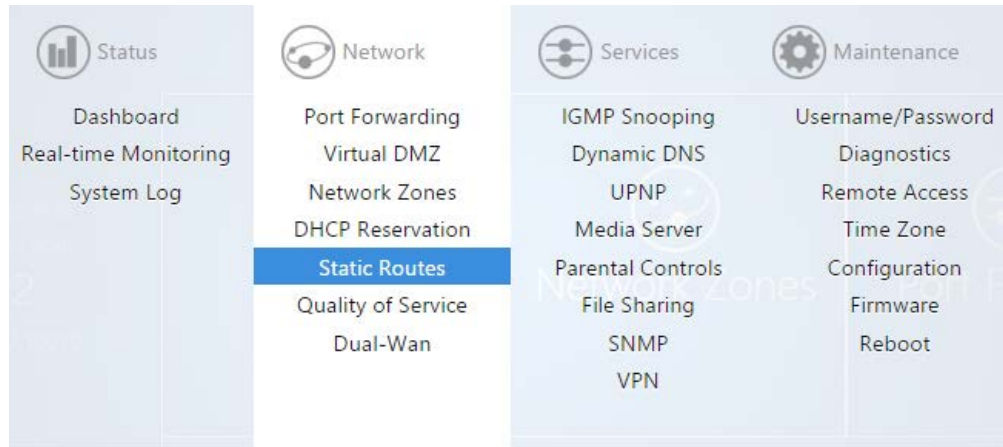 Status
Dashboard
Real-time Monitoring
System Log
Network
Port Forwarding
Virtual DMZ
Network Zones
DHCP Reservation
Static Routes
Quality of Service
Dual-Wan
Services
IGMP Snooping
Dynamic DNS
UPNP
Media Server
Parental Controls
File Sharing
SNMP
VPN
Maintenance
Username/Password
Diagnostics
Remote Access
Time Zone
Configuration
Firmware
Reboot
Network Zones